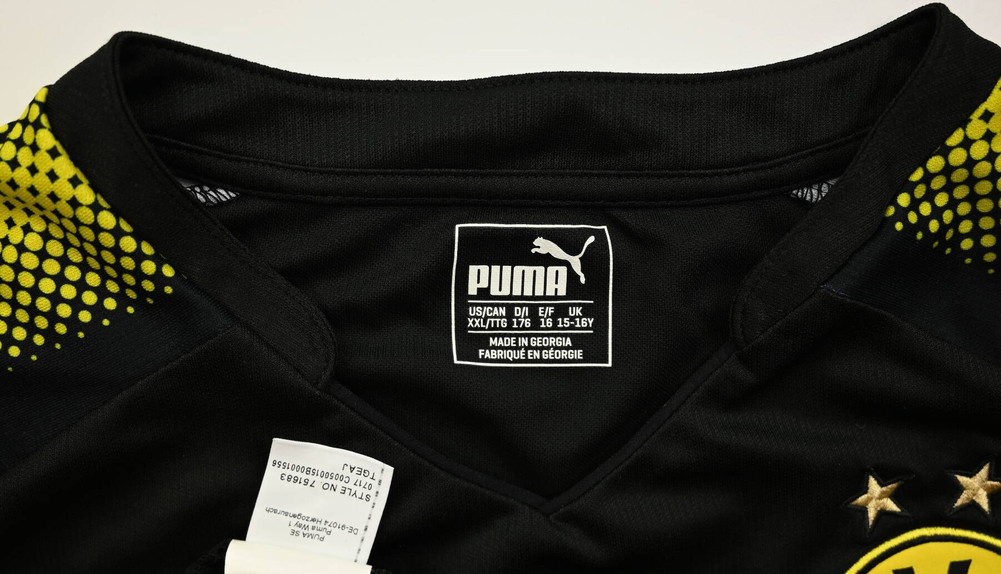 PUMA
US/CAN D/I E/F UK
XXL/TTG 176 16 15-16Y
MADE IN GEORGIA
FABRIQUÉ EN GÉORGIE
PUMA SE
Puma Way 1
DE-91074 Herzogenaurach
STYLE NO. 751683
0717 C0050015B0001556
TGEAJ